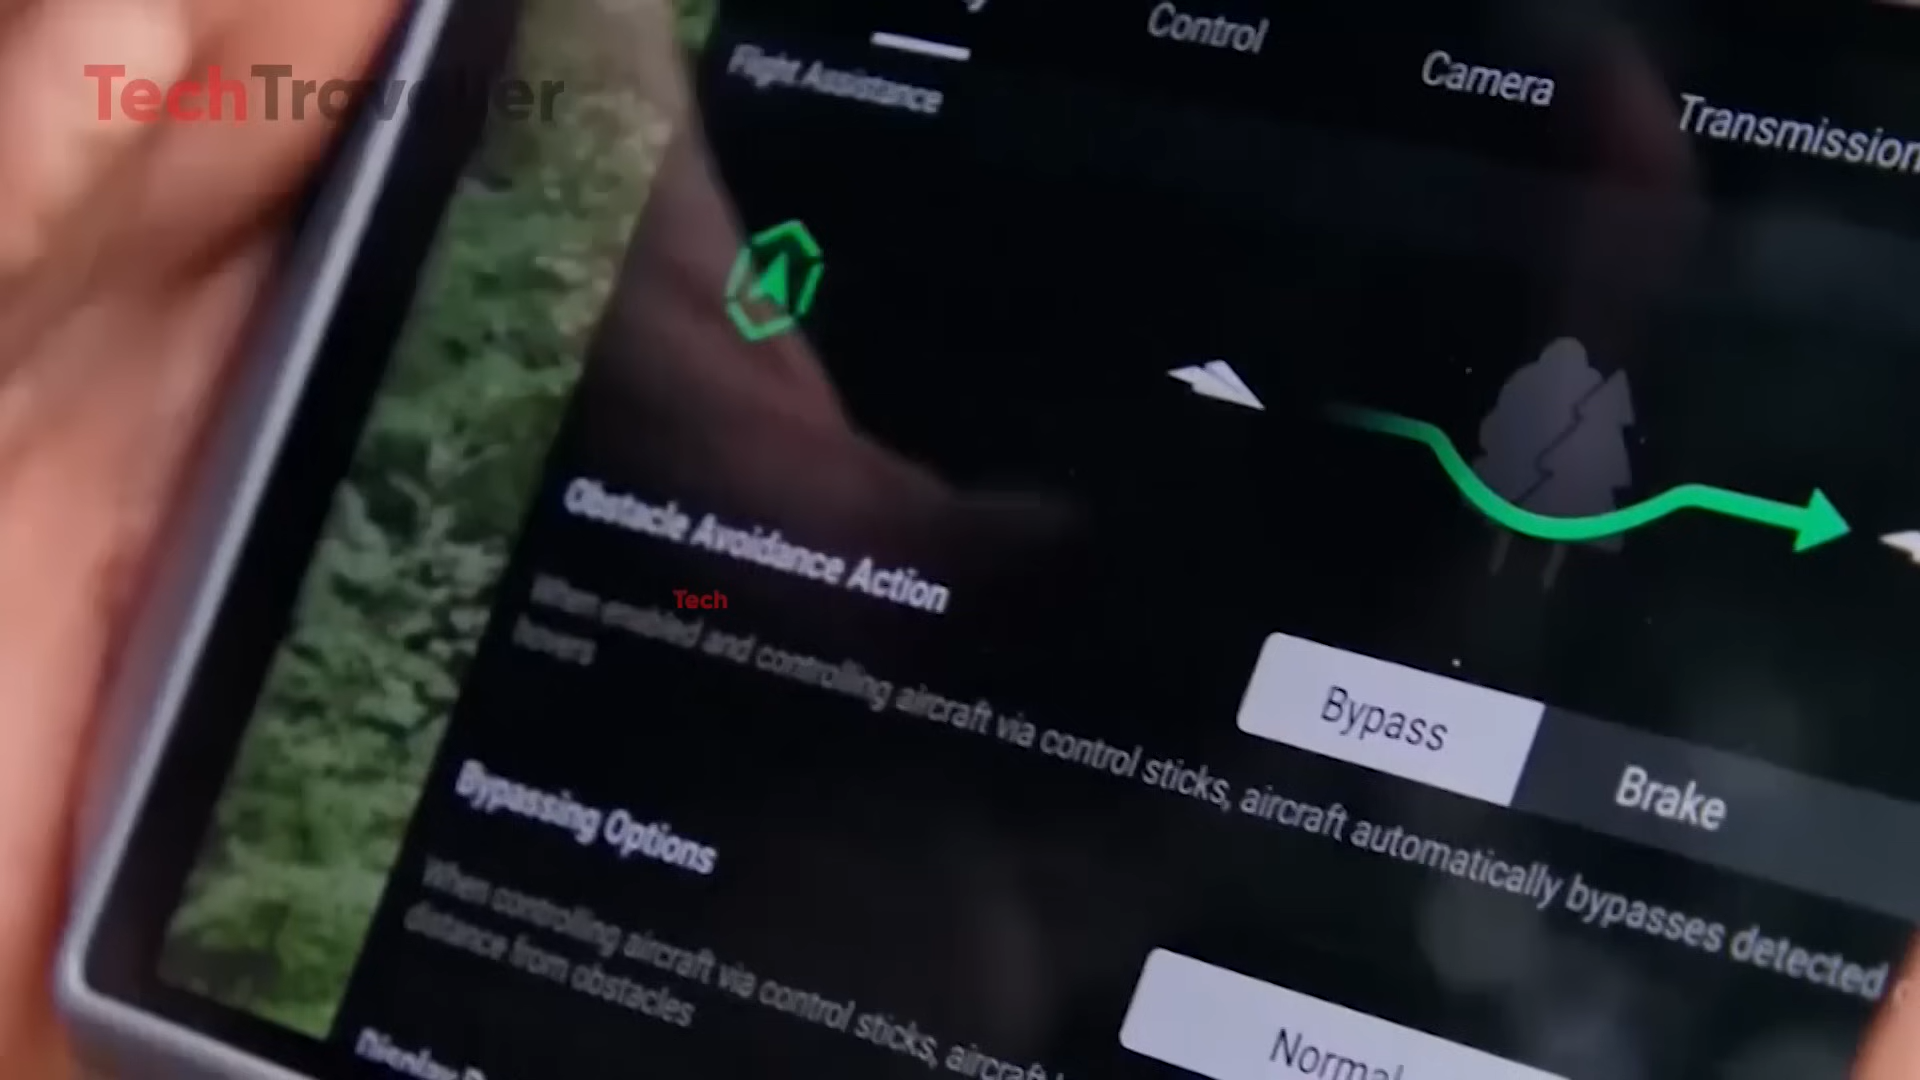 TechTraveller
Control
Camera
Transmission
Flight Assistance
Obstacle Avoidance Action
Tech
When enabled and controlling aircraft via control sticks, aircraft automatically bypasses detected
hovers
Bypass
Brake
Bypassing Options
When controlling aircraft via control sticks, aircraft
distance from obstacles
Normal
Display